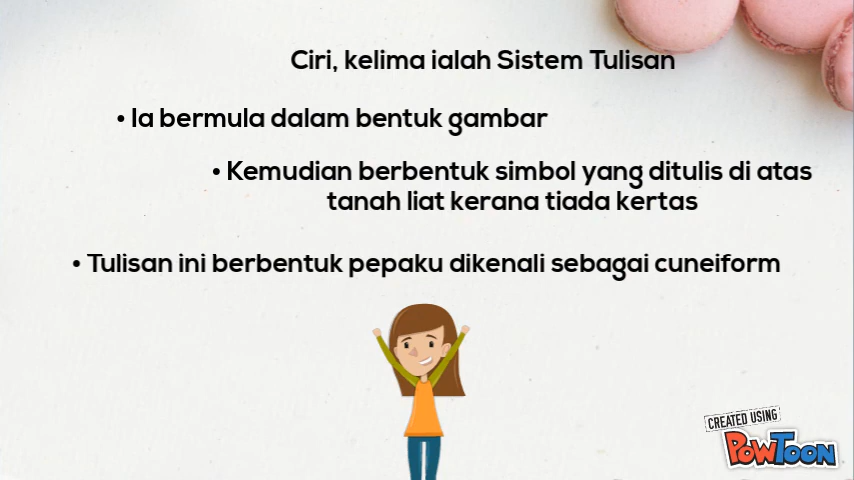 Ciri, kelima ialah Sistem Tulisan
• Ia bermula dalam bentuk gambar
• Kemudian berbentuk simbol yang ditulis di atas
tanah liat kerana tiada kertas
• Tulisan ini berbentuk pepaku dikenali sebagai cuneiform
CREATED USING
POWTOON